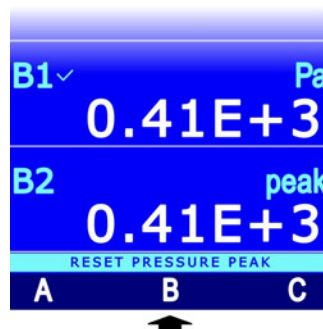 B1✓ Pa
0.41E+3
B2 peak
0.41E+3
RESET PRESSURE PEAK
A B C